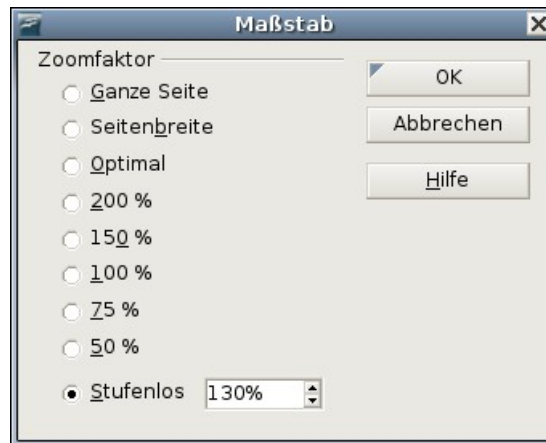 Maßstab
Zoomfaktor
Ganze Seite
Seitenbreite
Optimal
200 %
150 %
100 %
75 %
50 %
Stufenlos 130%
OK
Abbrechen
Hilfe